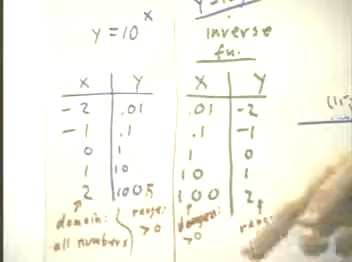 y = 10^x
inverse
fn.
x y
-2 .01
-1 .1
0 1
1 10
2 100
domain: range:
all numbers >0
x y
.01 -2
.1 -1
1 0
10 1
100 2
domain:
>0